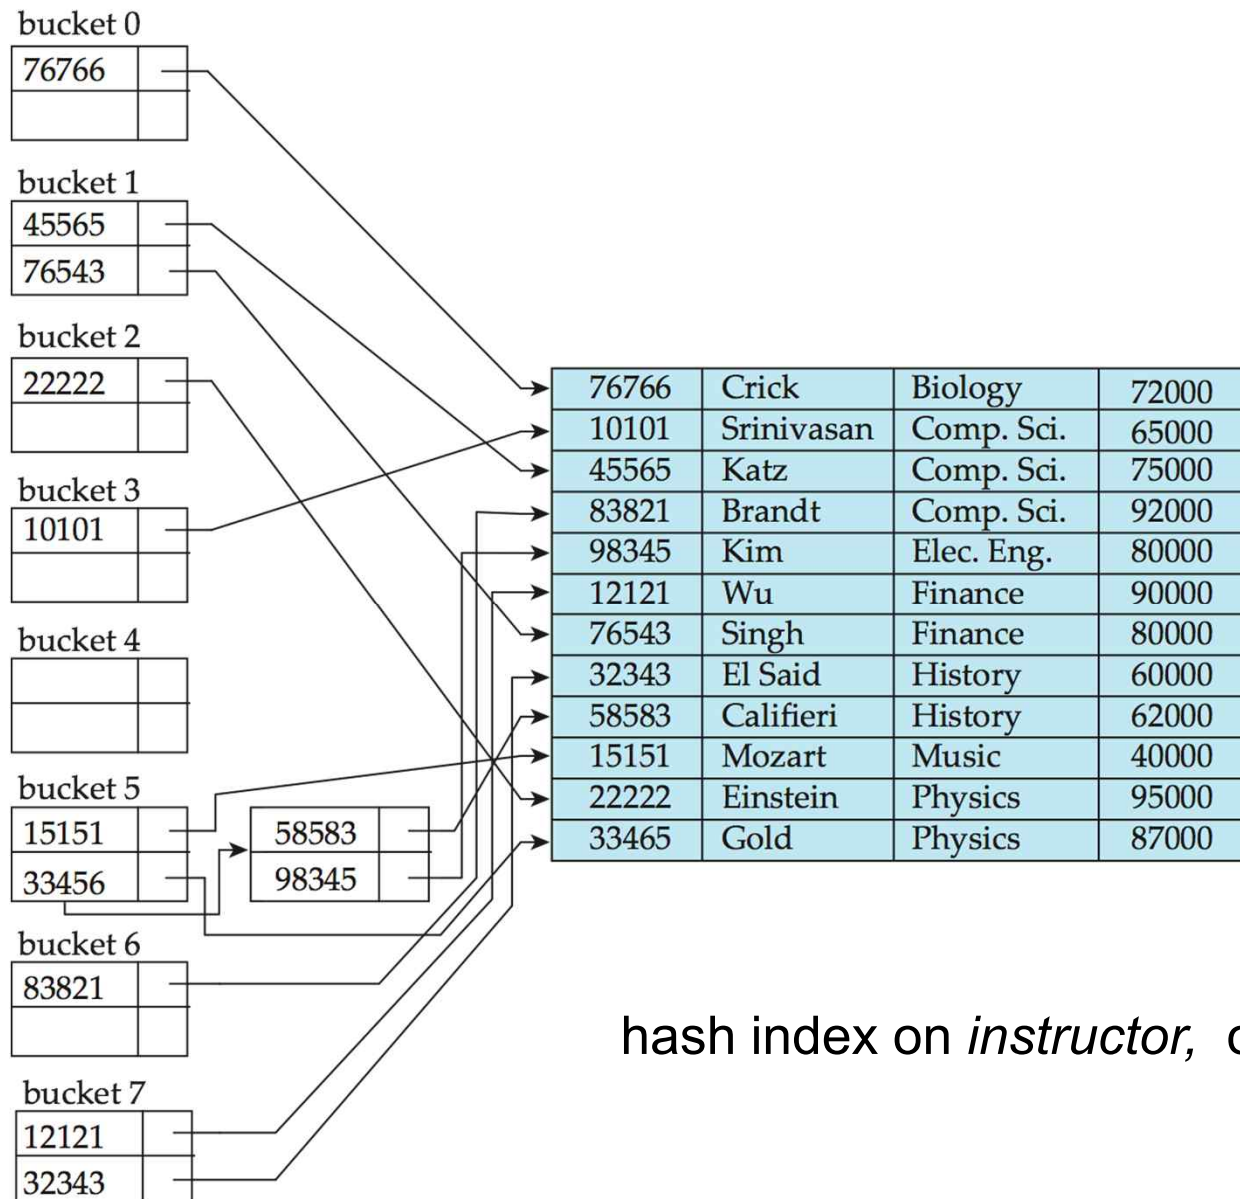 bucket 0
76766
bucket 1
45565
76543
bucket 2
22222
bucket 3
10101
bucket 4
bucket 5
15151
33456
58583
98345
bucket 6
83821
bucket 7
12121
32343
76766 Crick Biology 72000
10101 Srinivasan Comp. Sci. 65000
45565 Katz Comp. Sci. 75000
83821 Brandt Comp. Sci. 92000
98345 Kim Elec. Eng. 80000
12121 Wu Finance 90000
76543 Singh Finance 80000
32343 El Said History 60000
58583 Califieri History 62000
15151 Mozart Music 40000
22222 Einstein Physics 95000
33465 Gold Physics 87000
hash index on instructor,